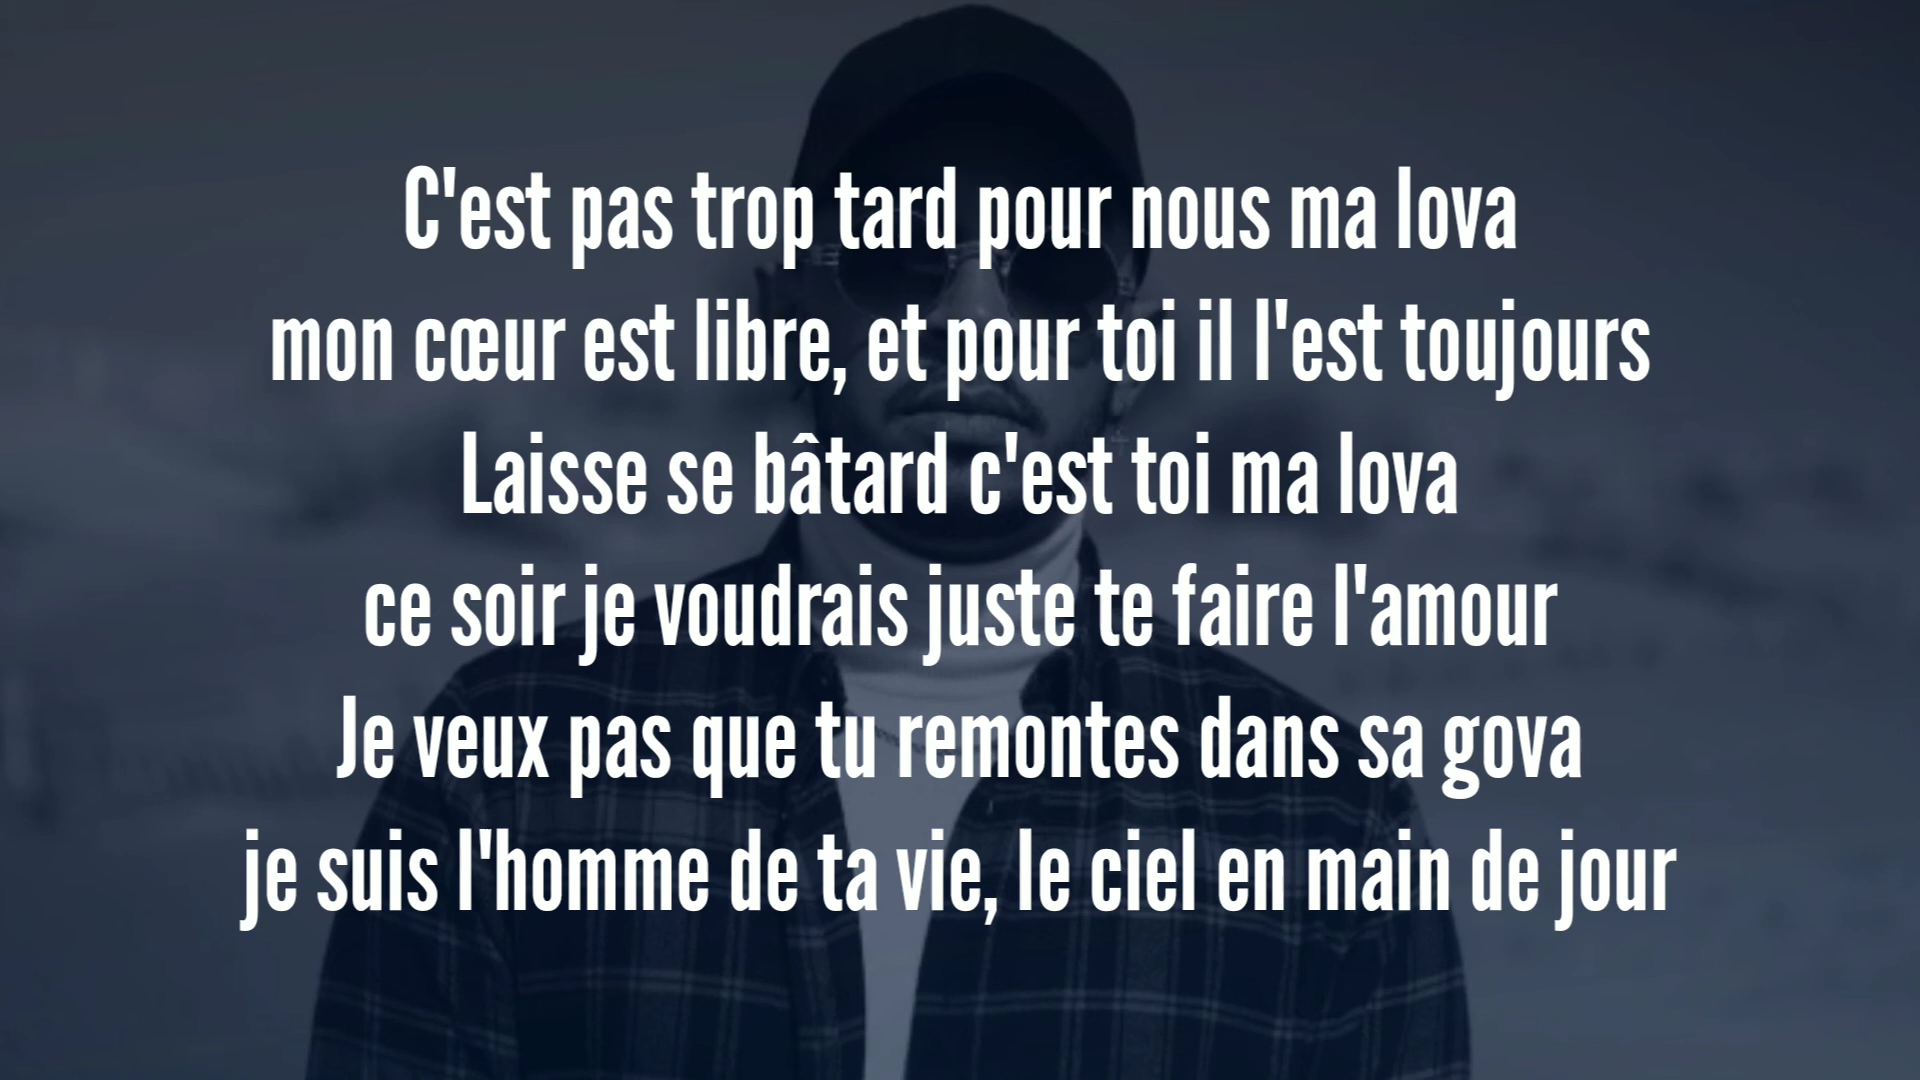 C'est pas trop tard pour nous ma lova
mon cœur est libre, et pour toi il l'est toujours
Laisse se bâtard c'est toi ma lova
ce soir je voudrais juste te faire l'amour
Je veux pas que tu remontes dans sa gova
je suis l'homme de ta vie, le ciel en main de jour